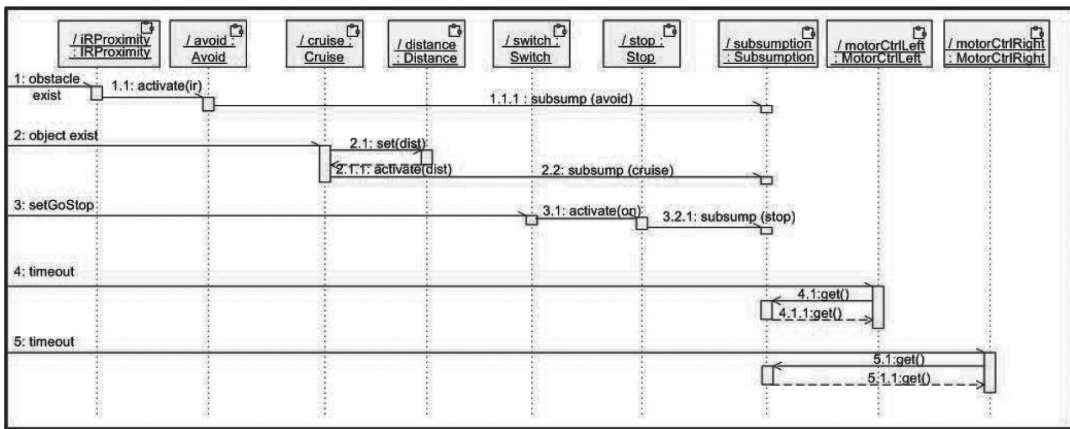 / iRProximity
: IRProximity
/ avoid :
Avoid
/ cruise :
Cruise
/ distance
: Distance
/ switch :
Switch
/ stop :
Stop
/ subsumption
: Subsumption
/ motorCtrlLeft
: MotorCtrlLeft
/ motorCtrlRight
: MotorCtrlRight
1: obstacle
exist
1.1: activate(ir)
1.1.1 : subsump (avoid)
2: object exist
2.1: set(dist)
2.1.1: activate(dist)
2.2: subsump (cruise)
3: setGoStop
3.1: activate(on)
3.2.1: subsump (stop)
4: timeout
4.1:get()
4.1.1:get()
5: timeout
5.1:get()
5.1.1:get()